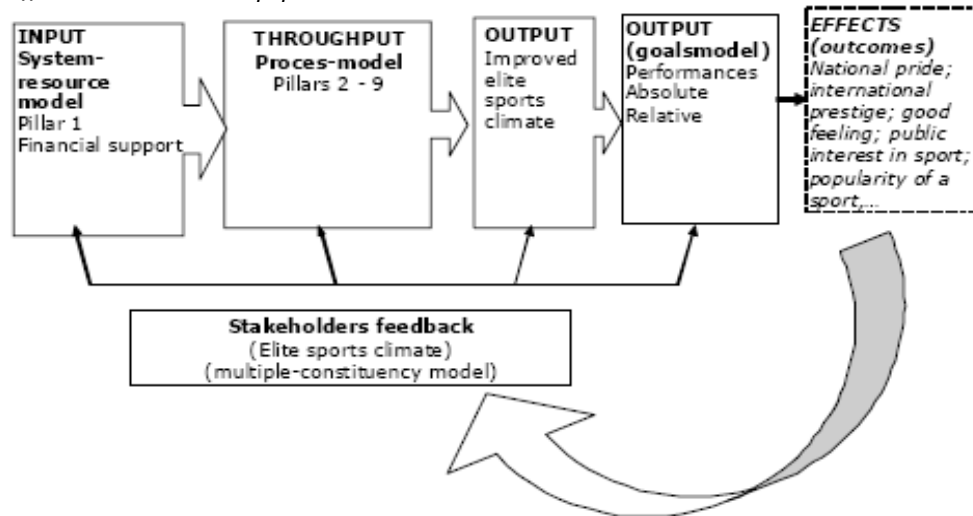 INPUT
System-
resource
model
Pillar 1
Financial support
THROUGHPUT
Proces-model
Pillars 2 - 9
OUTPUT
Improved
elite
sports
climate
OUTPUT
(goalsmodel)
Performances
Absolute
Relative
EFFECTS
(outcomes)
National pride;
international
prestige; good
feeling; public
interest in sport;
popularity of a
sport,...
Stakeholders feedback
(Elite sports climate)
(multiple-constituency model)